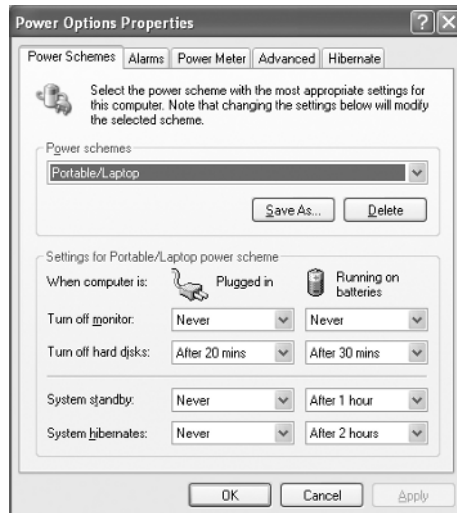 Power Options Properties
Power Schemes Alarms Power Meter Advanced Hibernate
Select the power scheme with the most appropriate settings for
this computer. Note that changing the settings below will modify
the selected scheme.
Power schemes
Portable/Laptop
Save As... Delete
Settings for Portable/Laptop power scheme
When computer is: Plugged in Running on
batteries
Turn off monitor: Never Never
Turn off hard disks: After 20 mins After 30 mins
System standby: Never After 1 hour
System hibernates: Never After 2 hours
OK Cancel Apply